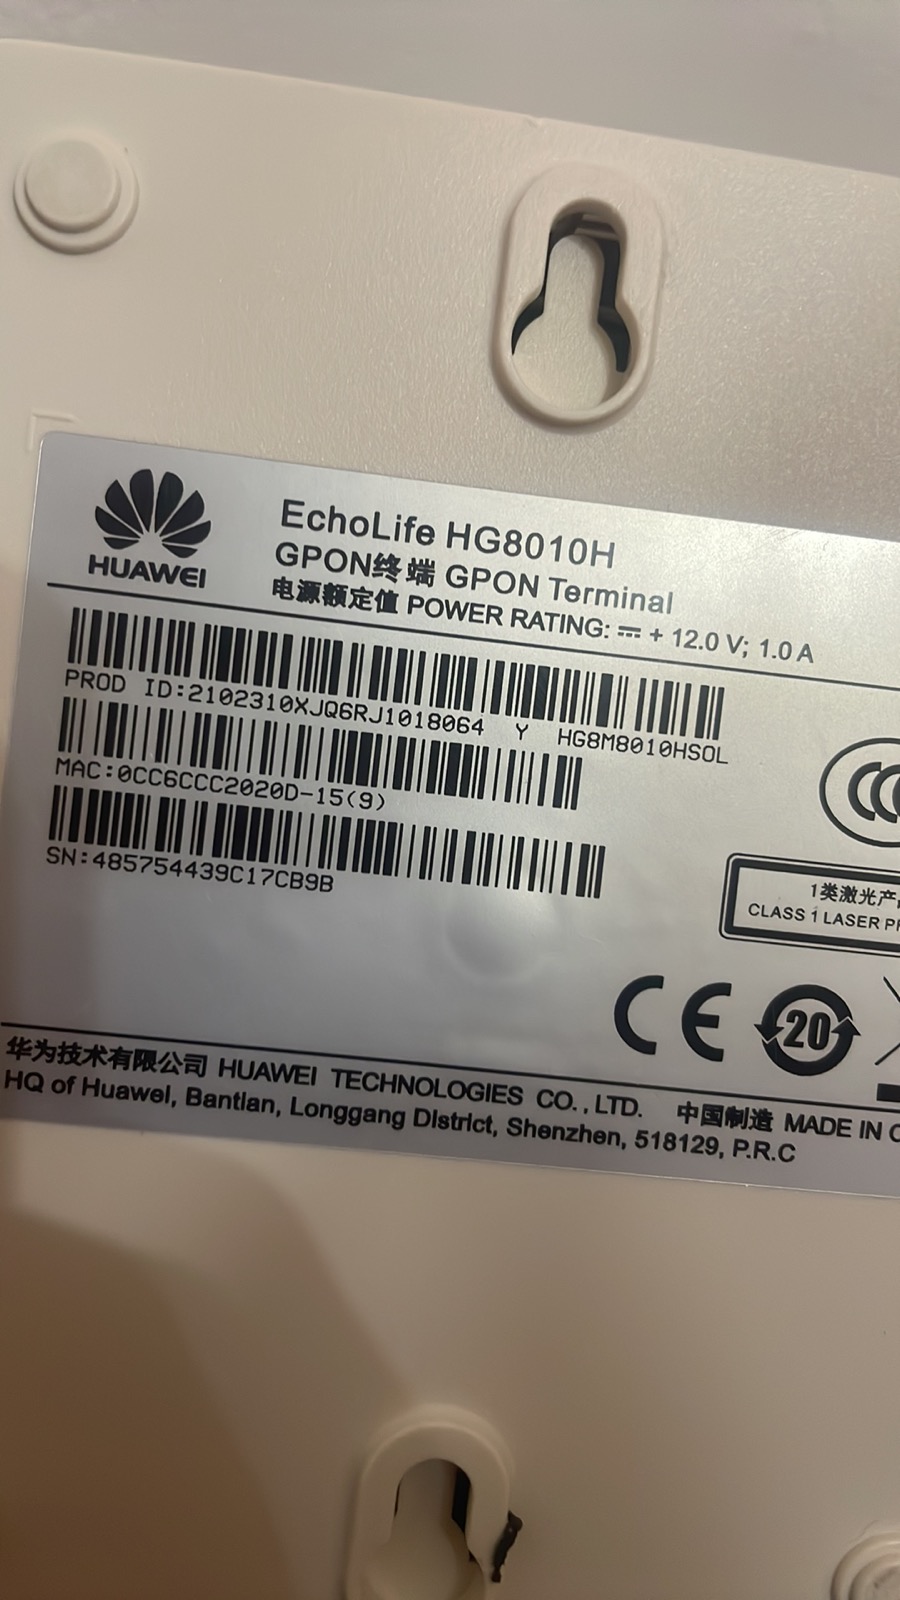 HUAWEI
EchoLife HG8010H
GPON终端 GPON Terminal
电源额定值 POWER RATING: ⎓ + 12.0 V; 1.0 A
PROD ID:2102310XJQ6RJ1018064 Y HG8M8010HSOL
MAC:0CC6CCC2020D-15(9)
SN:485754439C17CB9B
1类激光产品
CLASS 1 LASER PR
CE
20
华为技术有限公司 HUAWEI TECHNOLOGIES CO.,LTD. 中国制造 MADE IN C
HQ of Huawei, Bantian, Longgang District, Shenzhen, 518129, P.R.C